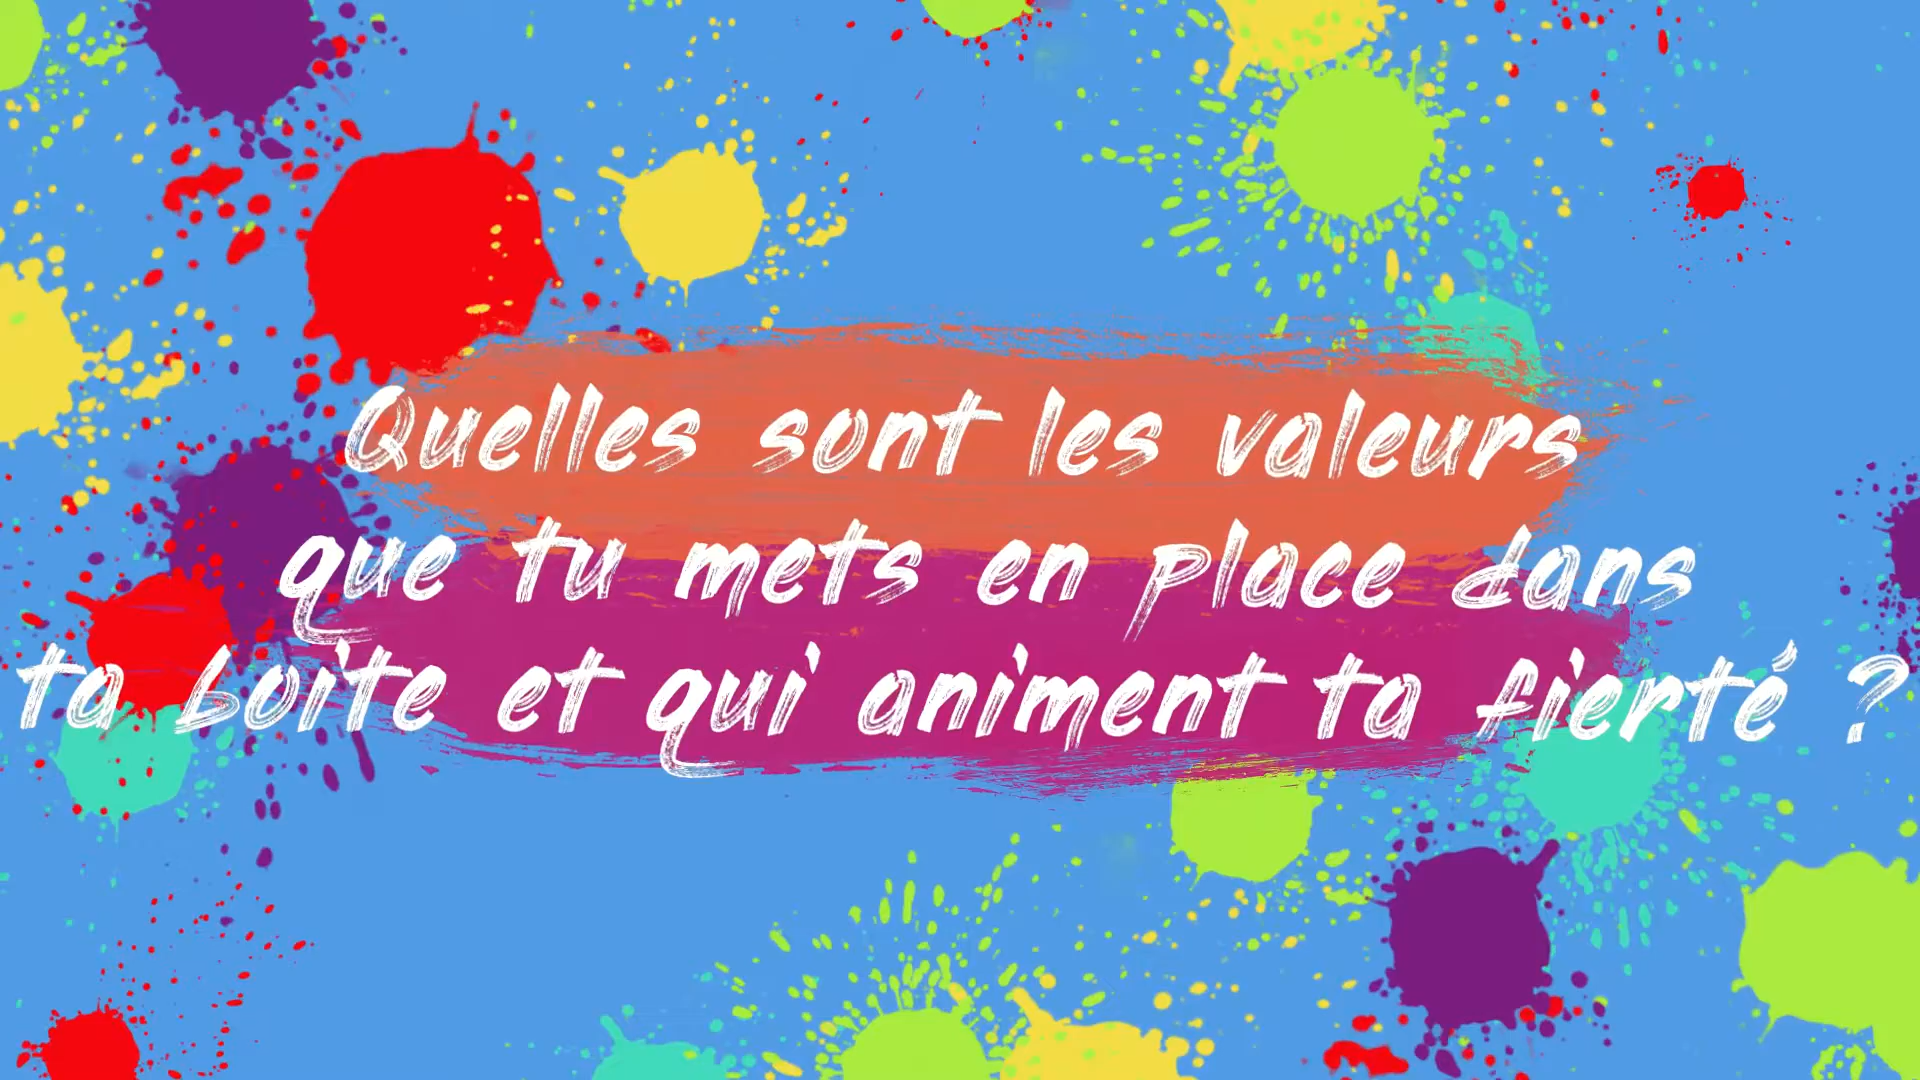 Quelles sont les valeurs
que tu mets en place dans
ta boite et qui animent ta fierté ?